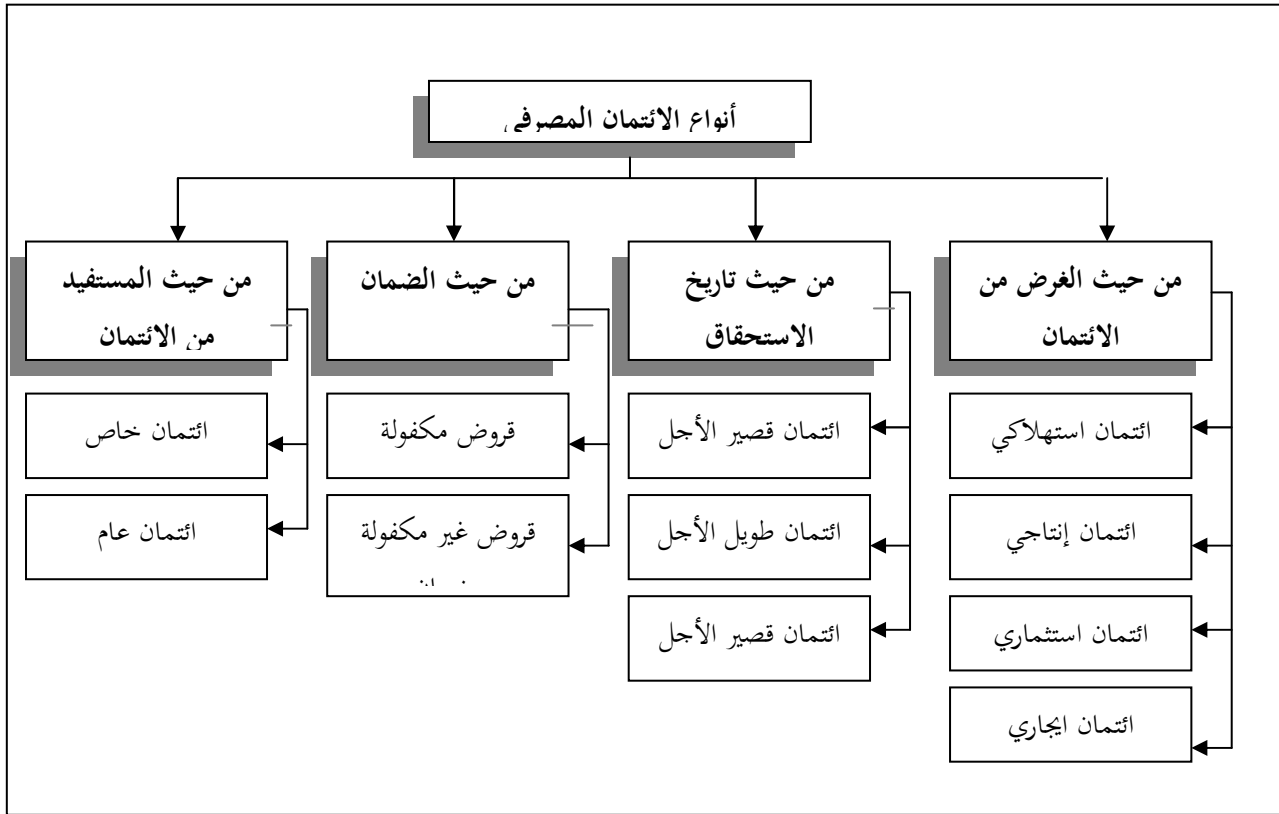 أنواع الائتمان المصرفي
من حيث الغرض من
الائتمان
من حيث تاريخ
الاستحقاق
من حيث الضمان
من حيث المستفيد
من الائتمان
ائتمان استهلاكي
ائتمان إنتاجي
ائتمان استثماري
ائتمان ايجاري
ائتمان قصير الأجل
ائتمان طويل الأجل
ائتمان قصير الأجل
قروض مكفولة
قروض غير مكفولة
ائتمان خاص
ائتمان عام